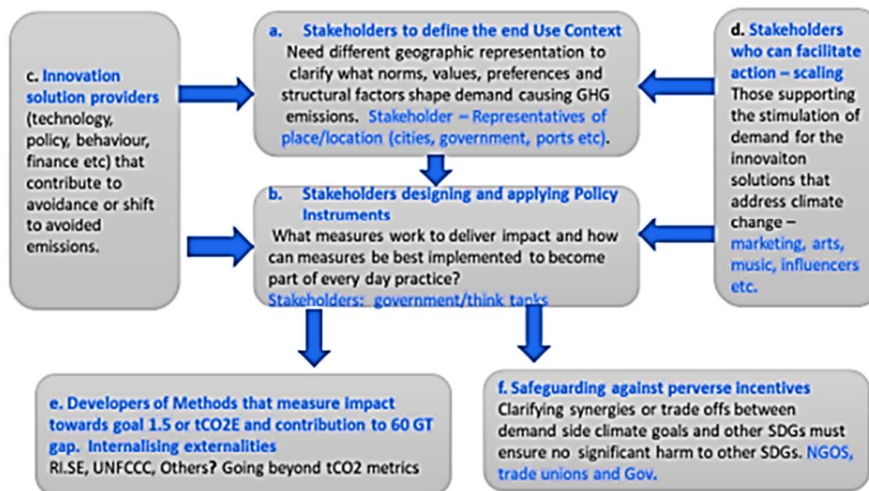 a. Stakeholders to define the end Use Context
Need different geographic representation to
clarify what norms, values, preferences and
structural factors shape demand causing GHG
emissions. Stakeholder – Representatives of
place/location (cities, government, ports etc).
c. Innovation
solution providers
(technology,
policy, behaviour,
finance etc) that
contribute to
avoidance or shift
to avoided
emissions.
d. Stakeholders
who can facilitate
action – scaling
Those supporting
the stimulation of
demand for the
innovaiton
solutions that
address climate
change –
marketing, arts,
music, influencers
etc.
b. Stakeholders designing and applying Policy
Instruments
What measures work to deliver impact and how
can measures be best implemented to become
part of every day practice?
Stakeholders: government/think tanks
e. Developers of Methods that measure impact
towards goal 1.5 or tCO2E and contribution to 60 GT
gap. Internalising externalities
RI.SE, UNFCCC, Others? Going beyond tCO2 metrics
f. Safeguarding against perverse incentives
Clarifying synergies or trade offs between
demand side climate goals and other SDGs must
ensure no significant harm to other SDGs. NGOS,
trade unions and Gov.